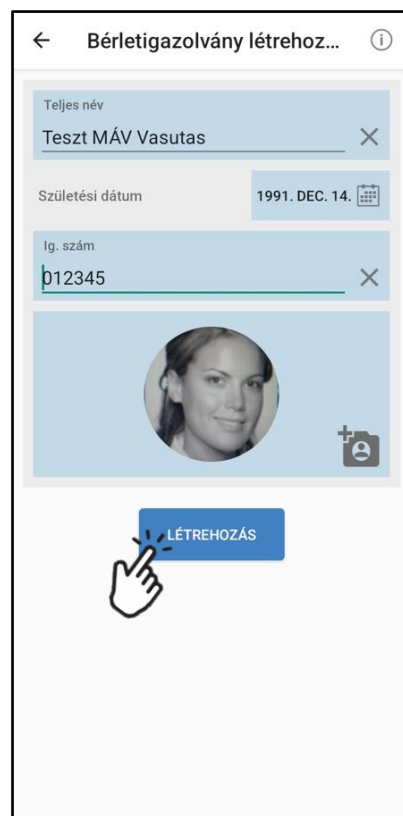 Bérletigazolvány létrehoz...
Teljes név
Teszt MÁV Vasutas
Születési dátum
1991. DEC. 14.
Ig. szám
012345
LÉTREHOZÁS